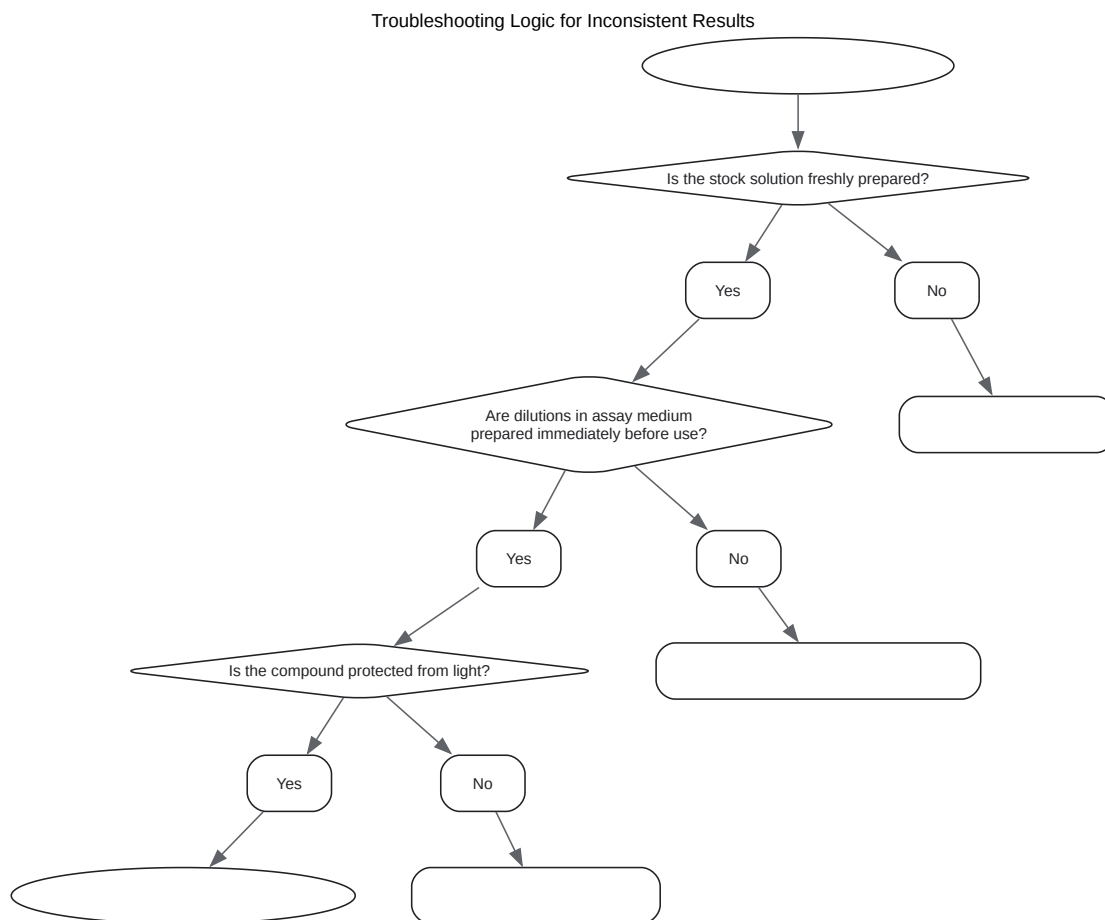 Troubleshooting Logic for Inconsistent Results
Is the stock solution freshly prepared?
Yes
No
Are dilutions in assay medium
prepared immediately before use?
Yes
No
Is the compound protected from light?
Yes
No